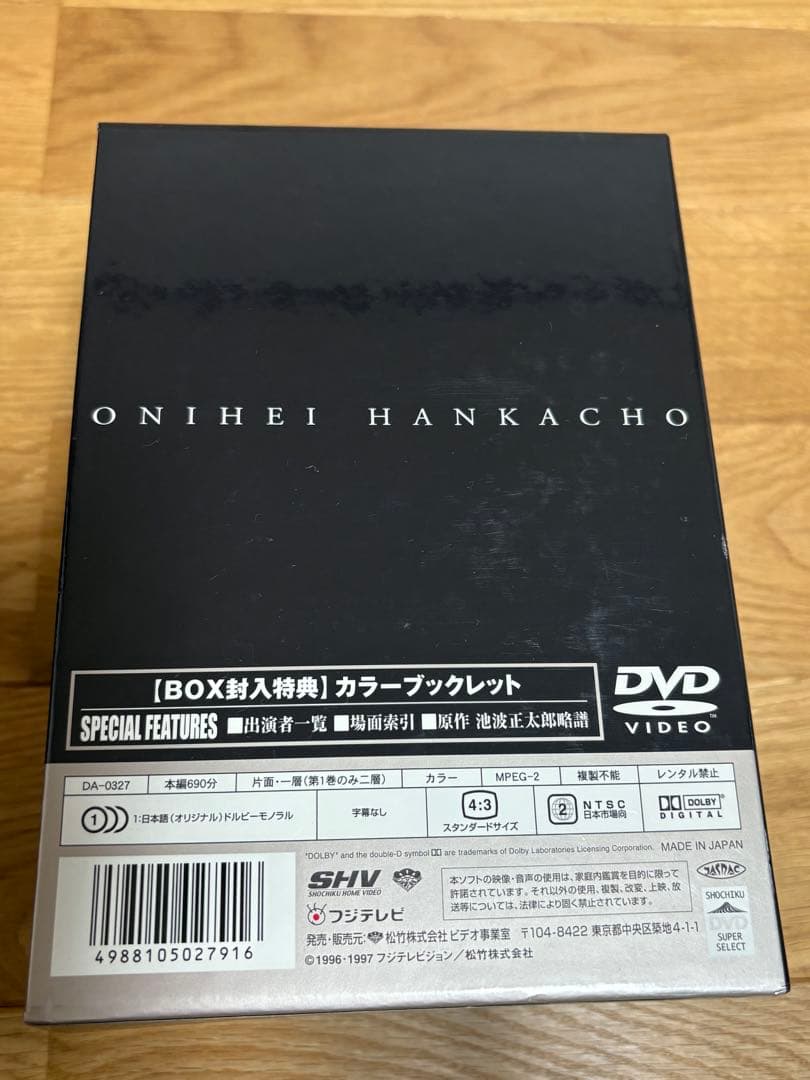 ONIHEI HANKACHO
【BOX封入特典】カラーブックレット
SPECIAL FEATURES ■出演者一覧 ■場面索引 ■原作 池波正太郎略譜
DVD
VIDEO™
DA-0327 本編690分 片面・一層(第1巻のみ二層) カラー MPEG-2 複製不能 レンタル禁止
1 1:日本語(オリジナル)ドルビーモノラル 字幕なし
4:3
スタンダードサイズ
2 NTSC
日本市場向
DOLBY
DIGITAL
"DOLBY" and the double-D symbol are trademarks of Dolby Laboratories Licensing Corporation. MADE IN JAPAN
SHV
SHOCHIKU HOME VIDEO
フジテレビ
本ソフトの映像・音声の使用は、家庭内鑑賞を目的に限って
許諾されています。それ以外の使用、複製、改変、上映、放
送等については、法律により固く禁止されています。
JASRAC
SHOCHIKU
DVD
SUPER
SELECT
発売・販売元: 松竹株式会社 ビデオ事業室 〒104-8422 東京都中央区築地4-1-1
©1996・1997 フジテレビジョン/松竹株式会社
4988105027916